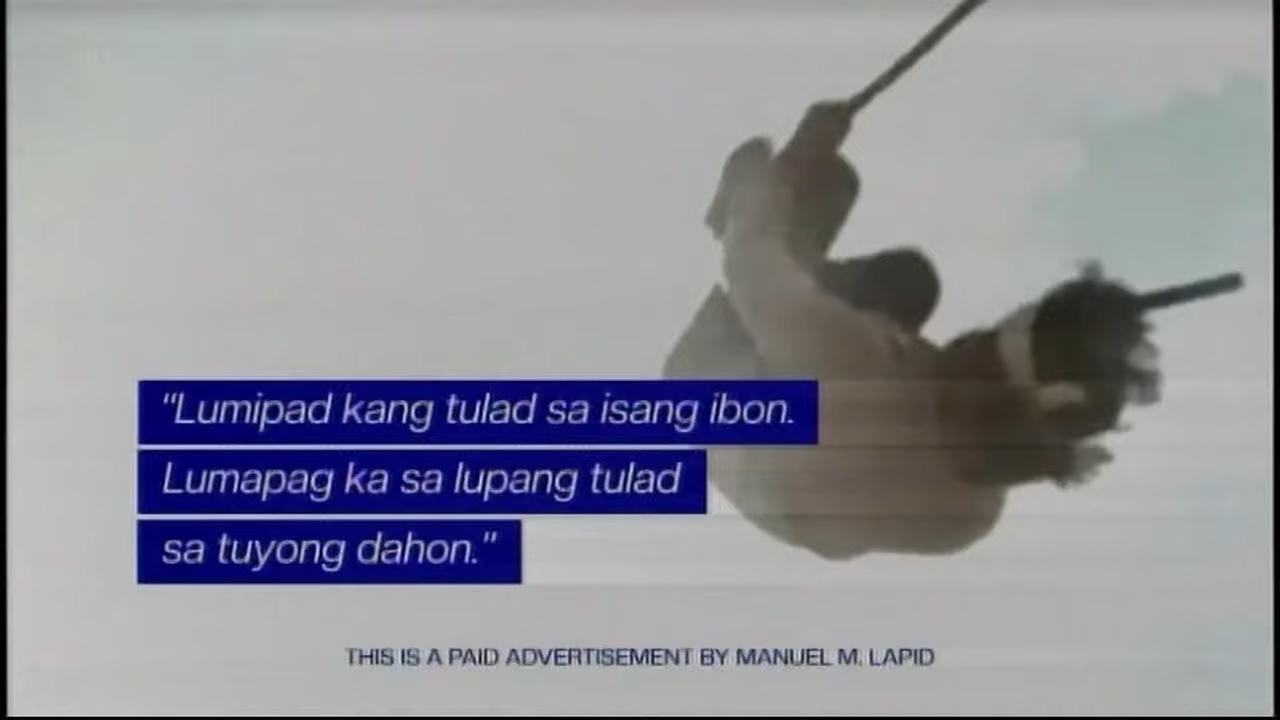 "Lumipad kang tulad sa isang ibon.
Lumapag ka sa lupang tulad
sa tuyong dahon."
THIS IS A PAID ADVERTISEMENT BY MANUEL M. LAPID